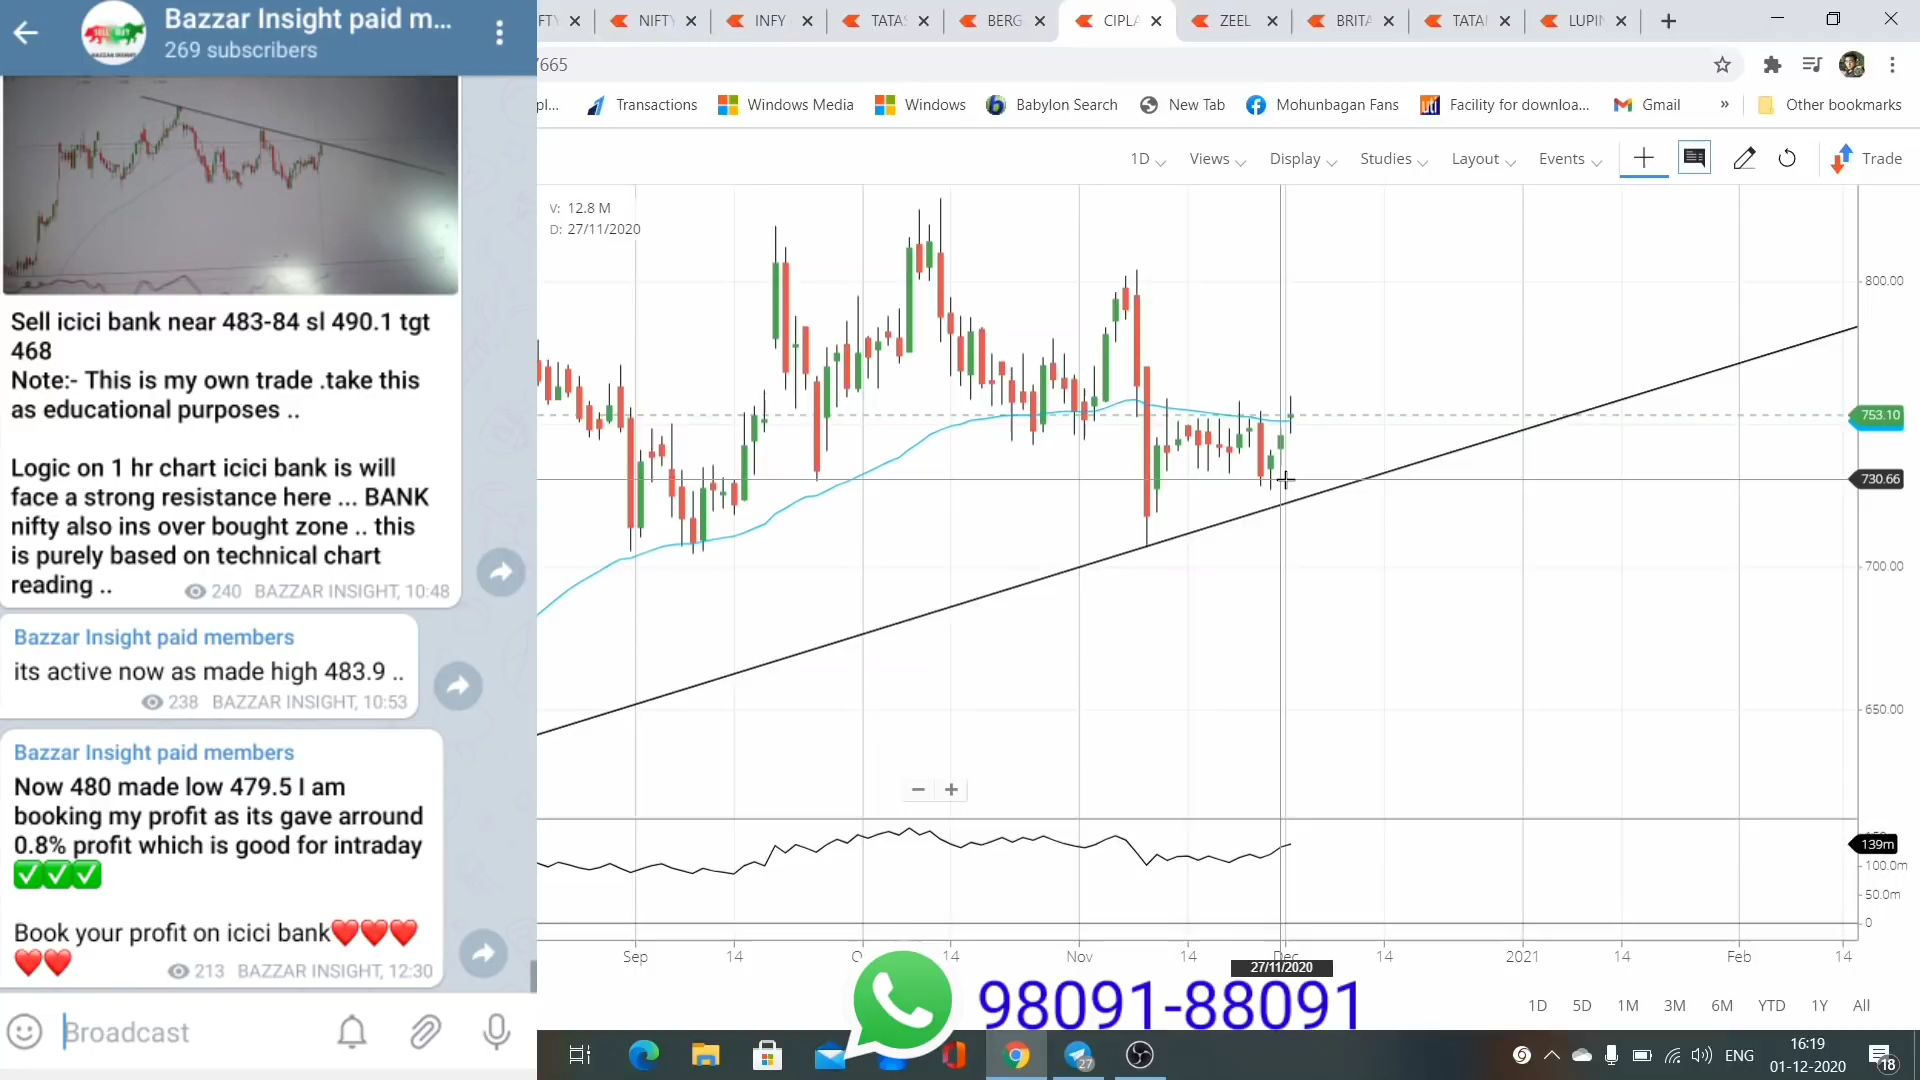 Bazzar Insight paid m...
269 subscribers
Sell icici bank near 483-84 sl 490.1 tgt
468
Note:- This is my own trade .take this
as educational purposes ..
Logic on 1 hr chart icici bank is will
face a strong resistance here ... BANK
nifty also ins over bought zone .. this
is purely based on technical chart
reading ..
240 BAZZAR INSIGHT, 10:48
Bazzar Insight paid members
its active now as made high 483.9 ..
238 BAZZAR INSIGHT, 10:53
Bazzar Insight paid members
Now 480 made low 479.5 I am
booking my profit as its gave arround
0.8% profit which is good for intraday
✅✅✅
Book your profit on icici bank❤️❤️❤️
❤️❤️
213 BAZZAR INSIGHT, 12:30
Broadcast
FTY NIFTY INFY TATAS BERG CIPLA ZEEL BRITA TATAI LUPIN
665
pl... Transactions Windows Media Windows Babylon Search New Tab Mohunbagan Fans uti Facility for downloa... Gmail » Other bookmarks
1D Views Display Studies Layout Events Trade
V: 12.8 M
D: 27/11/2020
800.00
753.10
730.66
700.00
650.00
139m
100.0m
50.0m
0
Sep 14 14 Nov 14 Dec 14 2021 14 Feb 14
27/11/2020
98091-88091
1D 5D 1M 3M 6M YTD 1Y All
27
ENG
16:19
01-12-2020
18